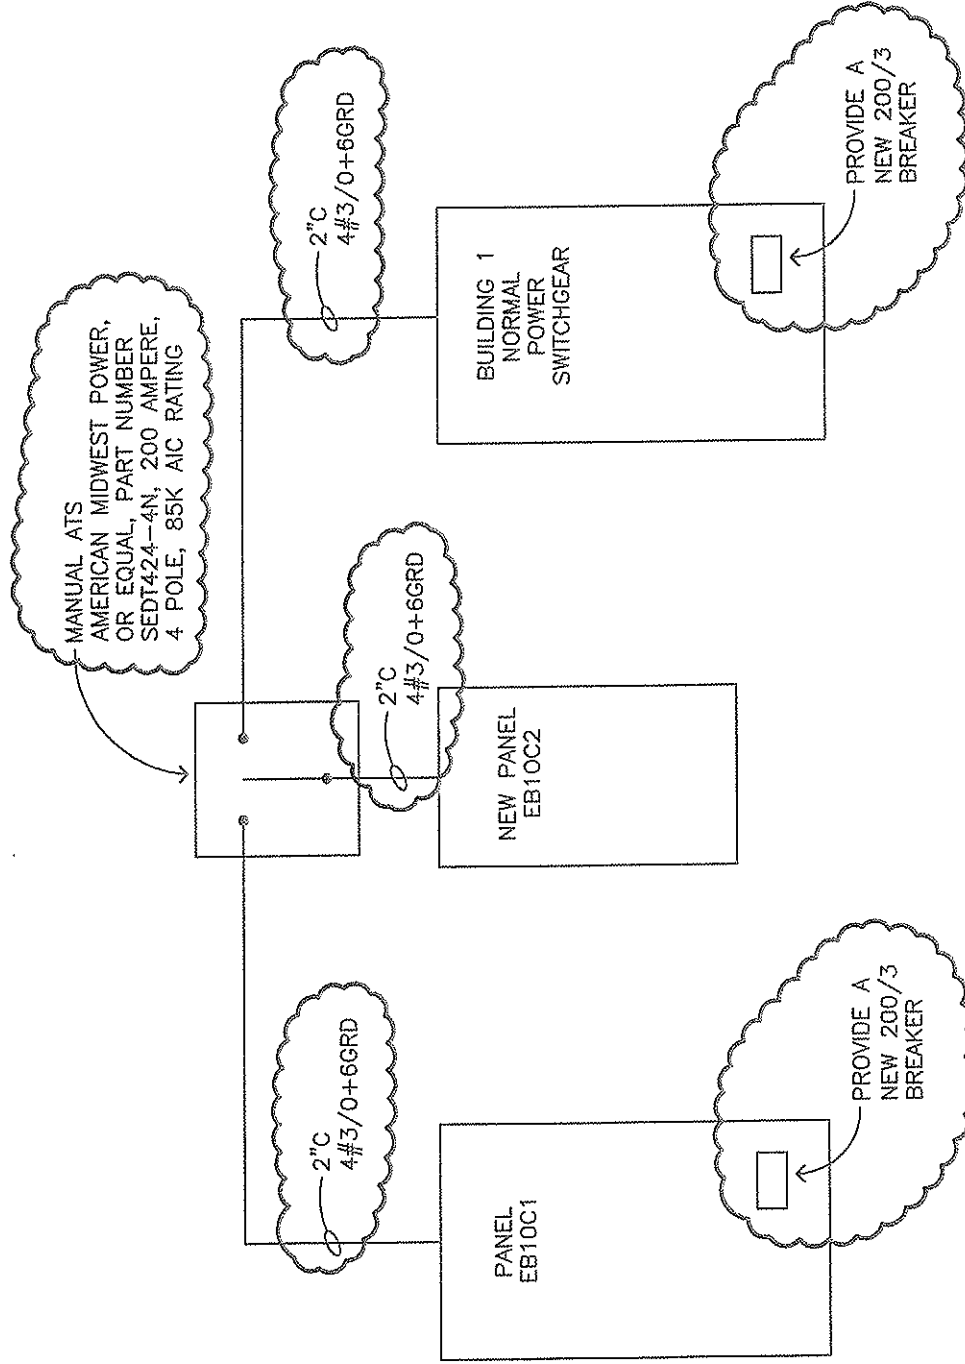 MANUAL ATS
AMERICAN MIDWEST POWER,
OR EQUAL, PART NUMBER
SEDT424-4N, 200 AMPERE,
4 POLE, 85K AIC RATING
2"C
4#3/0+6GRD
2"C
4#3/0+6GRD
2"C
4#3/0+6GRD
PANEL
EB10C1
NEW PANEL
EB10C2
BUILDING 1
NORMAL
POWER
SWITCHGEAR
PROVIDE A
NEW 200/3
BREAKER
PROVIDE A
NEW 200/3
BREAKER